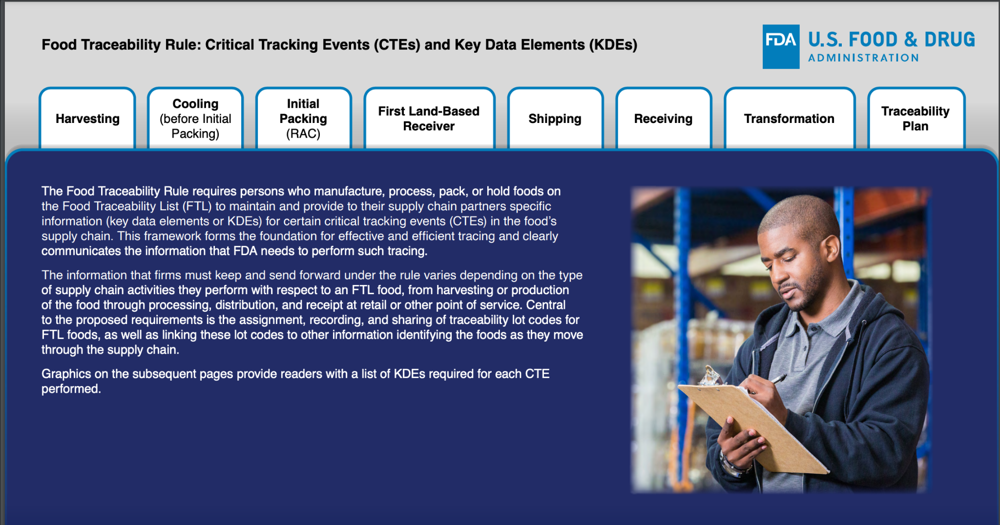 Food Traceability Rule: Critical Tracking Events (CTEs) and Key Data Elements (KDEs)
FDA U.S. FOOD & DRUG
ADMINISTRATION
Harvesting
Cooling
(before Initial
Packing)
Initial
Packing
(RAC)
First Land-Based
Receiver
Shipping
Receiving
Transformation
Traceability
Plan
The Food Traceability Rule requires persons who manufacture, process, pack, or hold foods on
the Food Traceability List (FTL) to maintain and provide to their supply chain partners specific
information (key data elements or KDEs) for certain critical tracking events (CTEs) in the food’s
supply chain. This framework forms the foundation for effective and efficient tracing and clearly
communicates the information that FDA needs to perform such tracing.
The information that firms must keep and send forward under the rule varies depending on the type
of supply chain activities they perform with respect to an FTL food, from harvesting or production
of the food through processing, distribution, and receipt at retail or other point of service. Central
to the proposed requirements is the assignment, recording, and sharing of traceability lot codes for
FTL foods, as well as linking these lot codes to other information identifying the foods as they move
through the supply chain.
Graphics on the subsequent pages provide readers with a list of KDEs required for each CTE
performed.